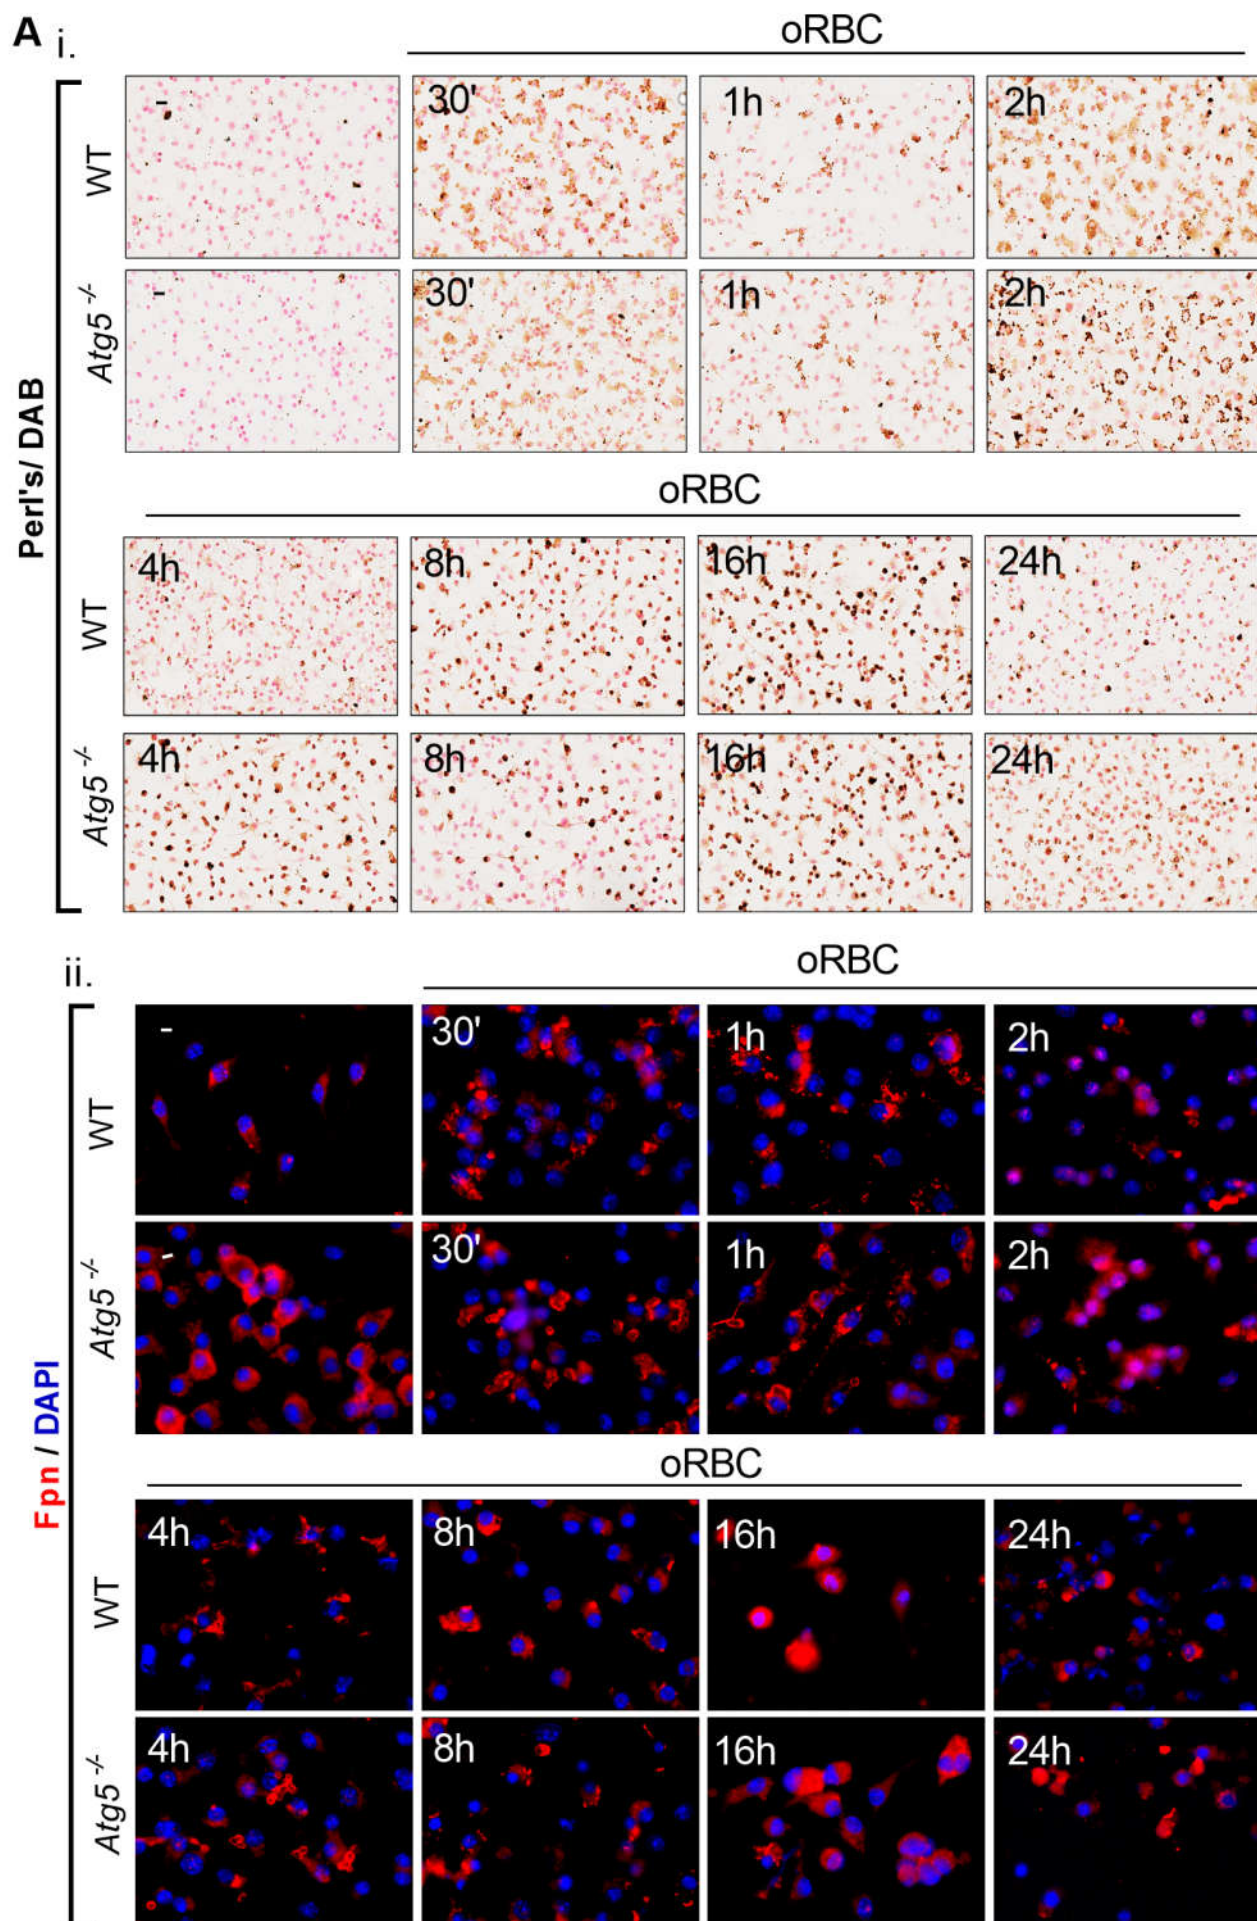 A i.
oRBC
Perl's/ DAB
WT
-
30'
1h
2h
Atg5 -/-
-
30'
1h
2h
oRBC
WT
4h
8h
16h
24h
Atg5 -/-
4h
8h
16h
24h
ii.
oRBC
Fpn / DAPI
WT
-
30'
1h
2h
Atg5 -/-
-
30'
1h
2h
oRBC
WT
4h
8h
16h
24h
Atg5 -/-
4h
8h
16h
24h